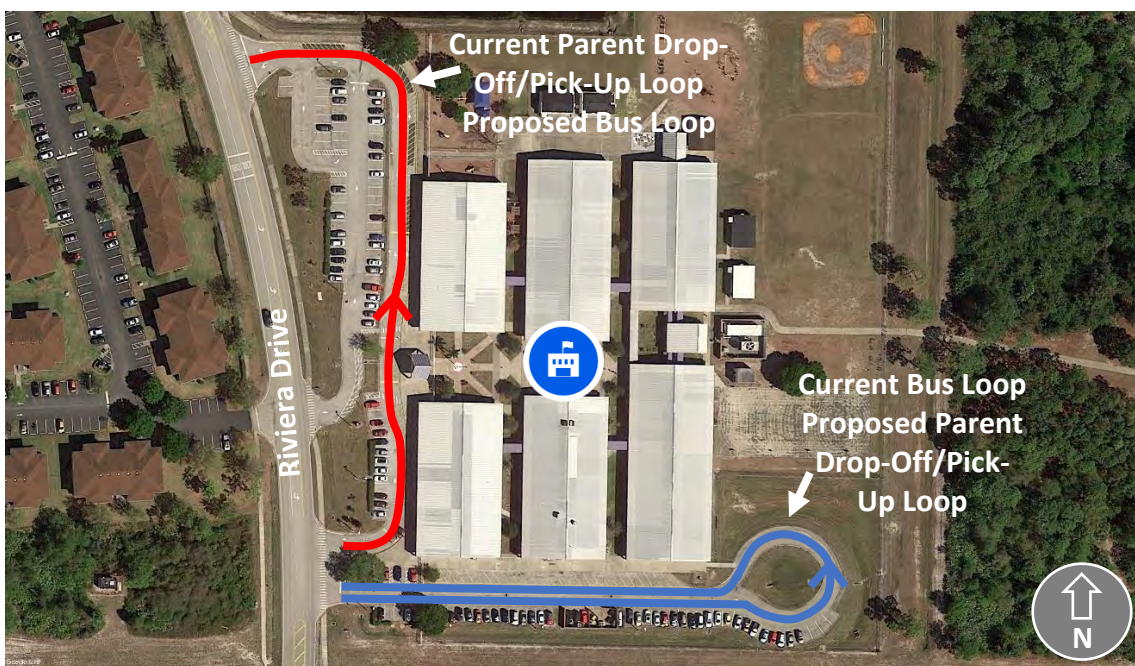 Current Parent Drop-
Off/Pick-Up Loop
Proposed Bus Loop
Riviera Drive
Current Bus Loop
Proposed Parent
Drop-Off/Pick-
Up Loop
N